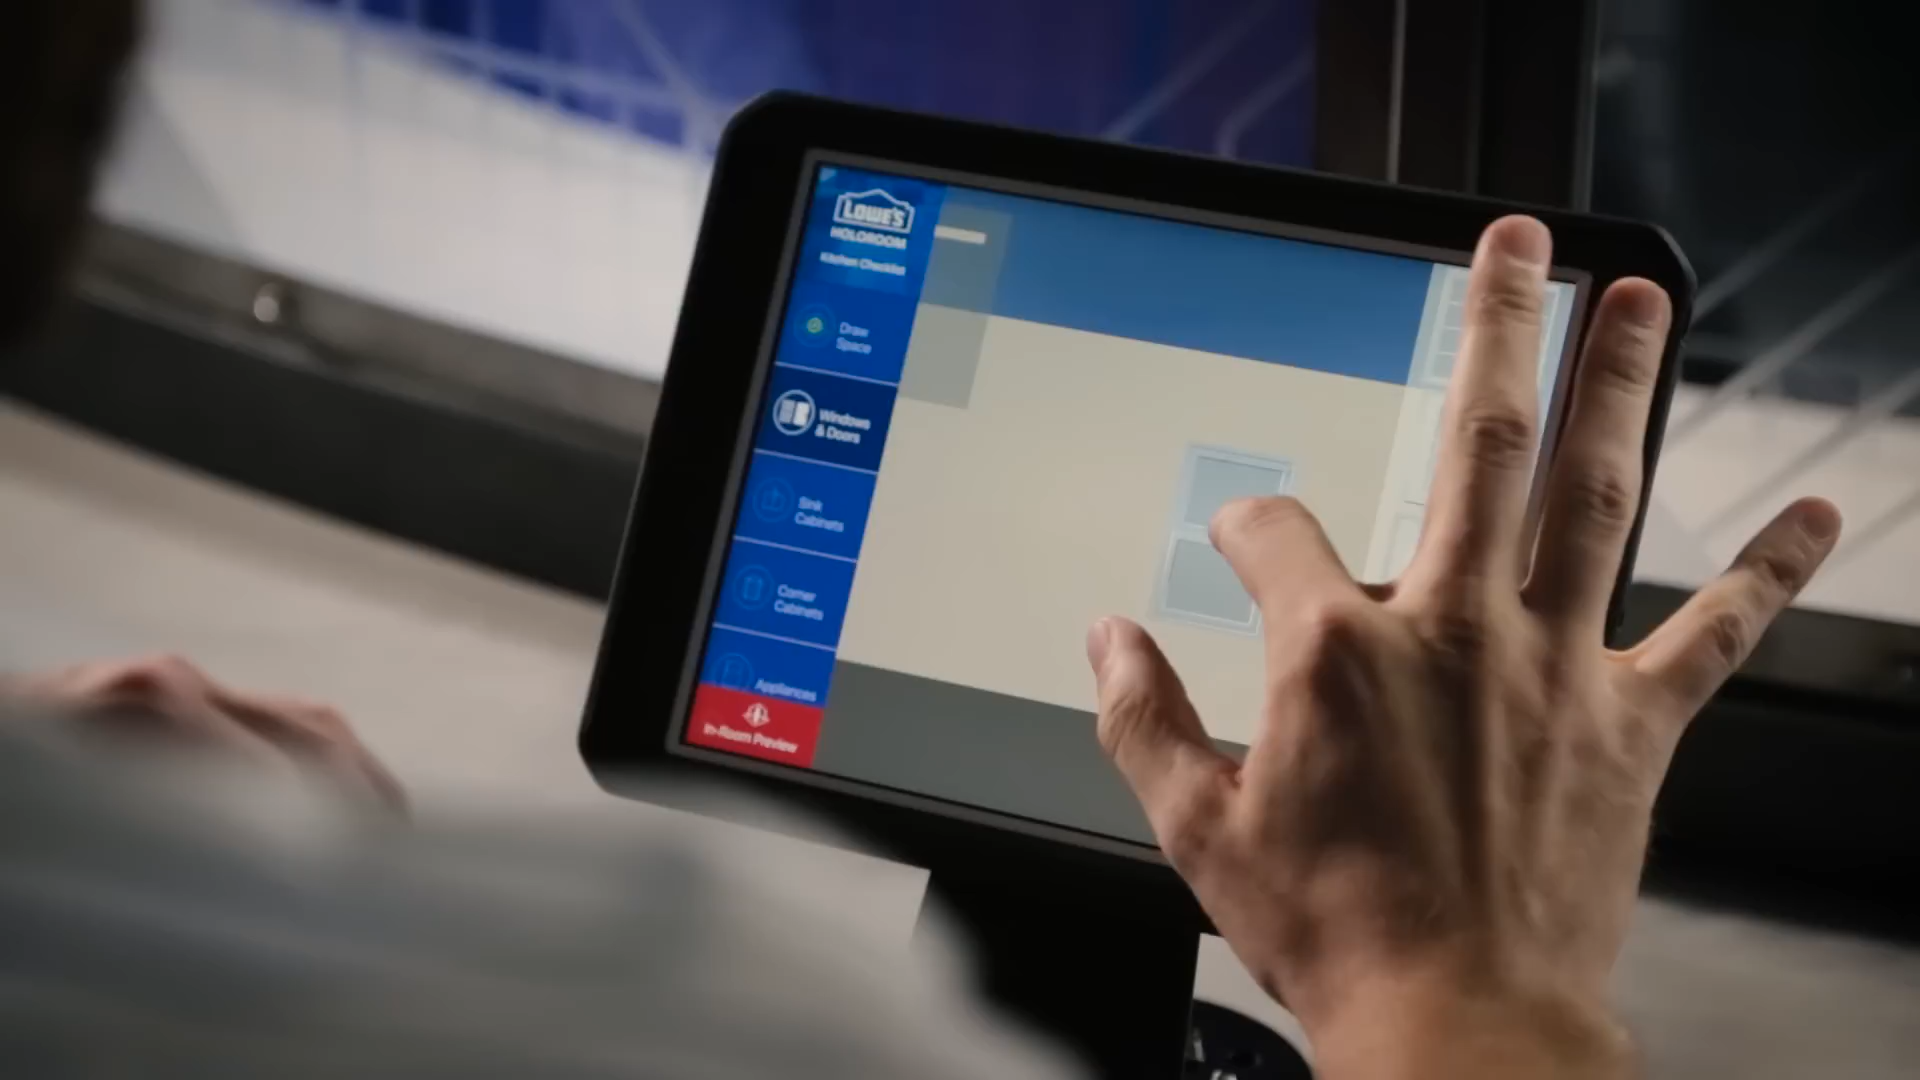 LOWE'S
HOLOROOM
Kitchen Checklist
Draw
Space
Windows
& Doors
Sink
Cabinets
Corner
Cabinets
Appliances
In-Room Preview